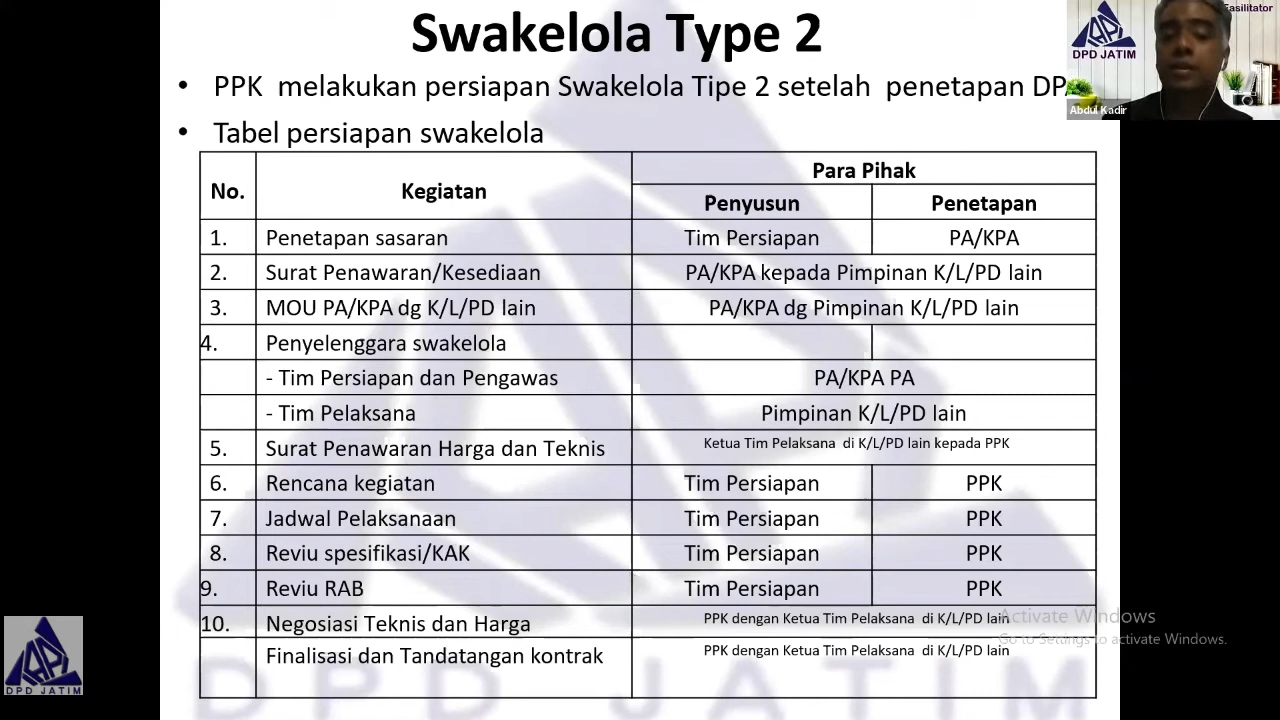 Swakelola Type 2
Fasilitator
DPD JATIM
Abdul Kadir
• PPK melakukan persiapan Swakelola Tipe 2 setelah penetapan DPA
• Tabel persiapan swakelola
No. Kegiatan Para Pihak
Penyusun Penetapan
1. Penetapan sasaran Tim Persiapan PA/KPA
2. Surat Penawaran/Kesediaan PA/KPA kepada Pimpinan K/L/PD lain
3. MOU PA/KPA dg K/L/PD lain PA/KPA dg Pimpinan K/L/PD lain
4. Penyelenggara swakelola
- Tim Persiapan dan Pengawas PA/KPA PA
- Tim Pelaksana Pimpinan K/L/PD lain
5. Surat Penawaran Harga dan Teknis Ketua Tim Pelaksana di K/L/PD lain kepada PPK
6. Rencana kegiatan Tim Persiapan PPK
7. Jadwal Pelaksanaan Tim Persiapan PPK
8. Reviu spesifikasi/KAK Tim Persiapan PPK
9. Reviu RAB Tim Persiapan PPK
10. Negosiasi Teknis dan Harga PPK dengan Ketua Tim Pelaksana di K/L/PD lain
Finalisasi dan Tandatangan kontrak PPK dengan Ketua Tim Pelaksana di K/L/PD lain
Activate Windows
Go to Settings to activate Windows.
DPD JATIM
DPD JATIM